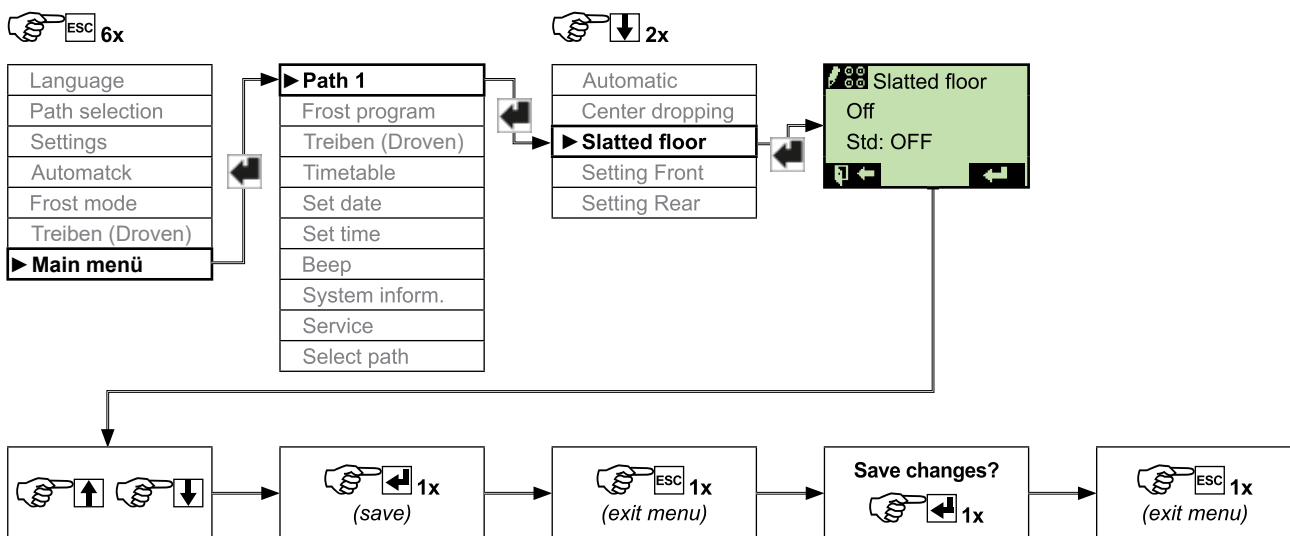 ESC 6x
Language
Path selection
Settings
Automatck
Frost mode
Treiben (Droven)
Main menü
Path 1
Frost program
Treiben (Droven)
Timetable
Set date
Set time
Beep
System inform.
Service
Select path
2x
Automatic
Center dropping
Slatted floor
Setting Front
Setting Rear
Slatted floor
Off
Std: OFF
1x
(save)
ESC 1x
(exit menu)
Save changes?
1x
ESC 1x
(exit menu)